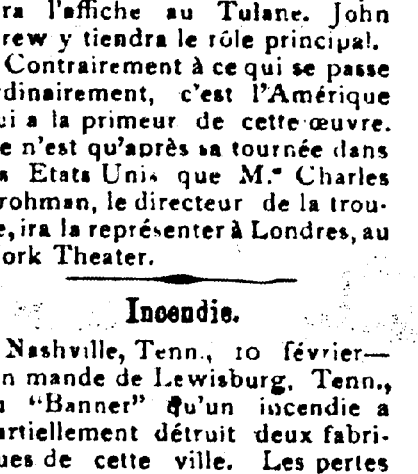 ra l'affiche au Tulane. John
rew y tiendra le rôle principal.
Contrairement à ce qui se passe
rdinairement, c'est l'Amérique
ui a la primeur de cette œuvre.
e n'est qu'après sa tournée dans
s Etats Unis que M. Charles
rohman, le directeur de la trou-
e, ira la représenter à Londres, au
ork Theater.
Incendie.
Nashville, Tenn., 10 février—
n mande de Lewisburg, Tenn.,
u "Banner" qu'un incendie a
artiellement détruit deux fabri-
ues de cette ville. Les pertes